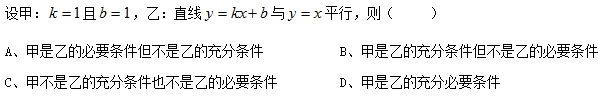 设甲：k=1且b=1，乙：直线y=kx+b与y=x平行，则（  ）
A、甲是乙的必要条件但不是乙的充分条件  B、甲是乙的充分条件但不是乙的必要条件
C、甲不是乙的充分条件也不是乙的必要条件  D、甲是乙的充分必要条件